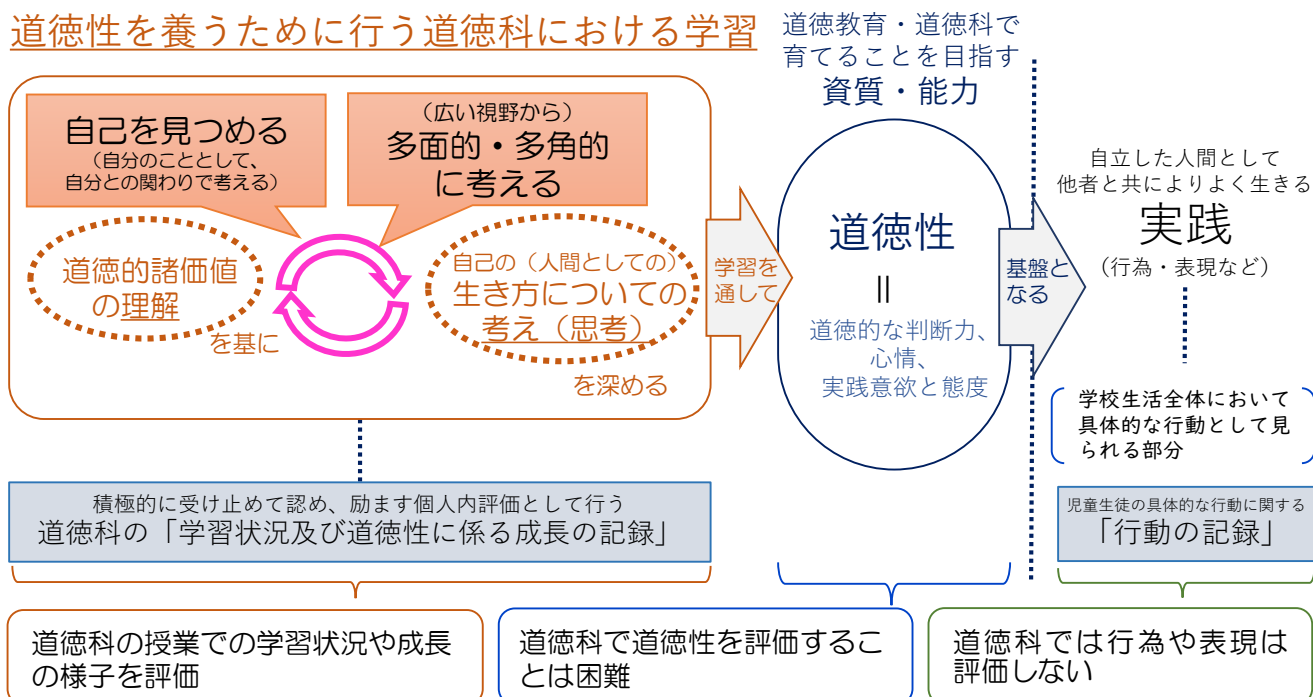 道徳性を養うために行う道徳科における学習
自己を見つめる
（自分のこととして、
自分との関わりで考える）
（広い視野から）
多面的・多角的
に考える
道徳的諸価値
の理解
を基に
自己の（人間としての）
生き方についての
考え（思考）
を深める
学習を
通して
道徳教育・道徳科で
育てることを目指す
資質・能力
道徳性
＝
道徳的な判断力、
心情、
実践意欲と態度
基盤と
なる
自立した人間として
他者と共によりよく生きる
実践
（行為・表現など）
学校生活全体において
具体的な行動として見
られる部分
積極的に受け止めて認め、励ます個人内評価として行う
道徳科の「学習状況及び道徳性に係る成長の記録」
児童生徒の具体的な行動に関する
「行動の記録」
道徳科の授業での学習状況や成長
の様子を評価
道徳科で道徳性を評価するこ
とは困難
道徳科では行為や表現は
評価しない